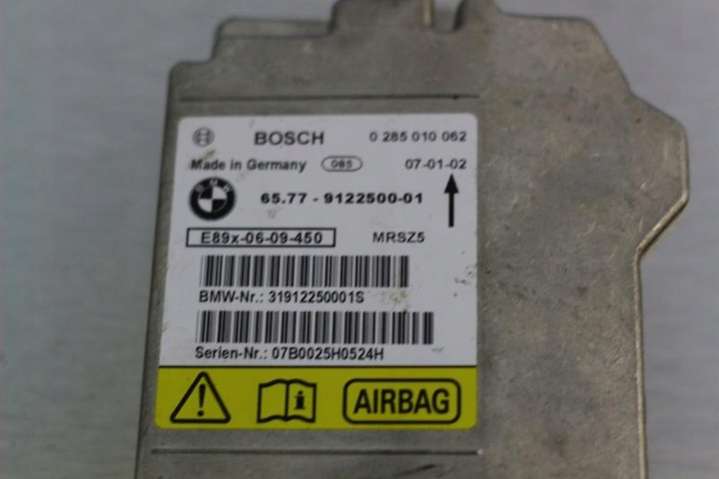 BOSCH 0 285 010 062
Made in Germany 085 07-01-02
BMW 65.77 - 9122500-01
E89x-06-09-450 MRSZ5
BMW-Nr.: 31912250001S
Serien-Nr.: 07B0025H0524H
AIRBAG